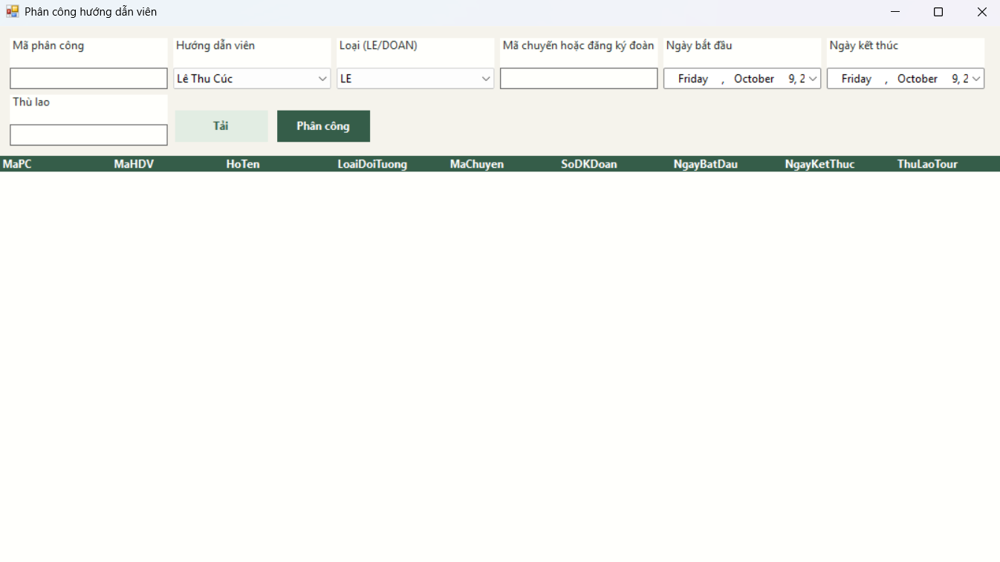 Phân công hướng dẫn viên
Mã phân công
Hướng dẫn viên
Loại (LE/DOAN)
Mã chuyến hoặc đăng ký đoàn
Ngày bắt đầu
Ngày kết thúc
Lê Thu Cúc
LE
Friday , October 9, 2
Friday , October 9, 2
Thù lao
Tải
Phân công
MaPC MaHDV HoTen LoaiDoiTuong MaChuyen SoDKDoan NgayBatDau NgayKetThuc ThuLaoTour